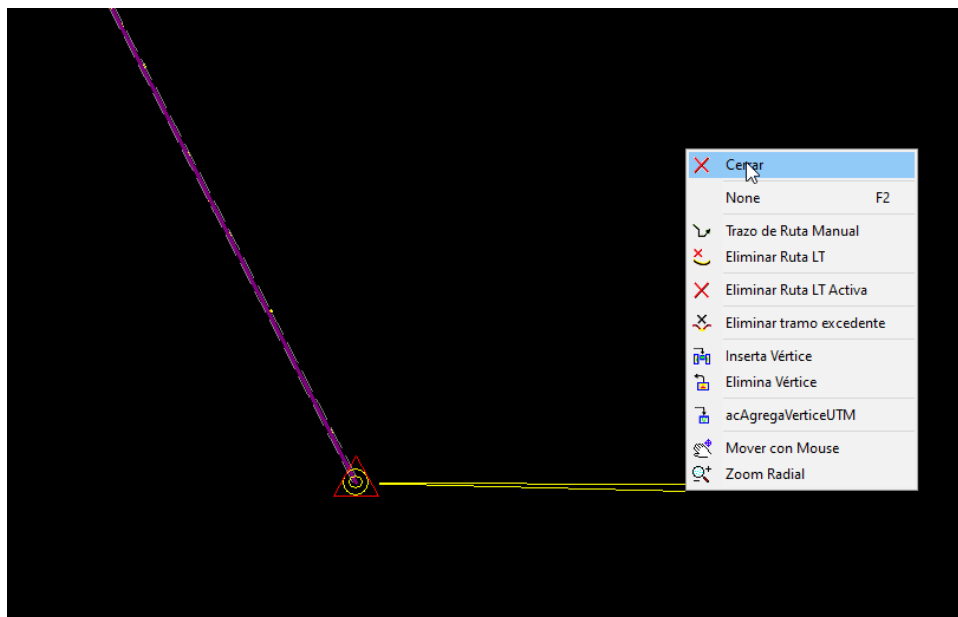 Cerrar
None F2
Trazo de Ruta Manual
Eliminar Ruta LT
Eliminar Ruta LT Activa
Eliminar tramo excedente
Inserta Vértice
Elimina Vértice
acAgregaVerticeUTM
Mover con Mouse
Zoom Radial